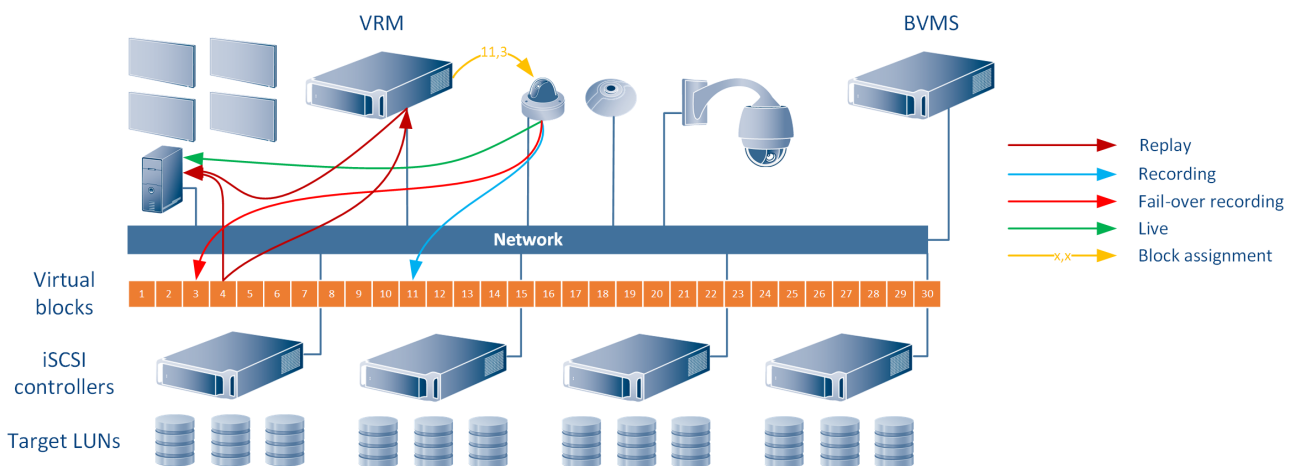 VRM
BVMS
11,3
Replay
Recording
Fail-over recording
Live
x,x
Block assignment
Network
Virtual
blocks
1 2 3 4 5 6 7 8 9 10 11 12 13 14 15 16 17 18 19 20 21 22 23 24 25 26 27 28 29 30
iSCSI
controllers
Target LUNs